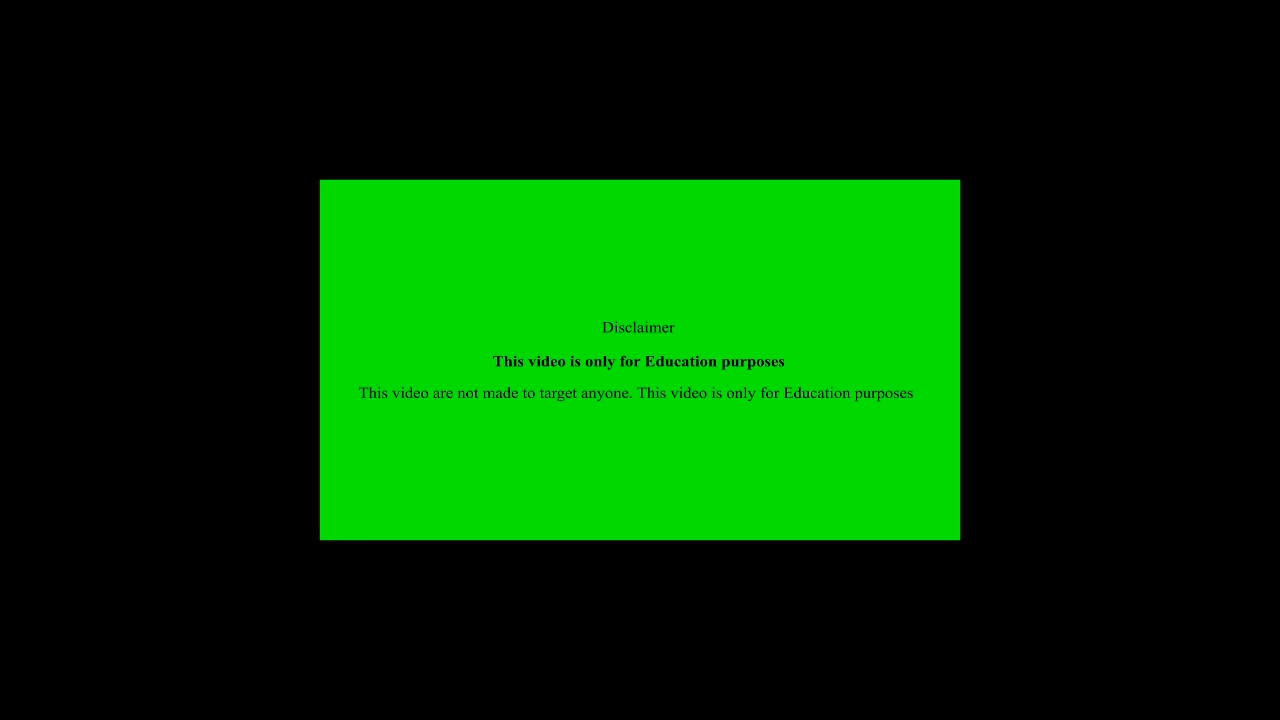 Disclaimer
This video is only for Education purposes
This video are not made to target anyone. This video is only for Education purposes